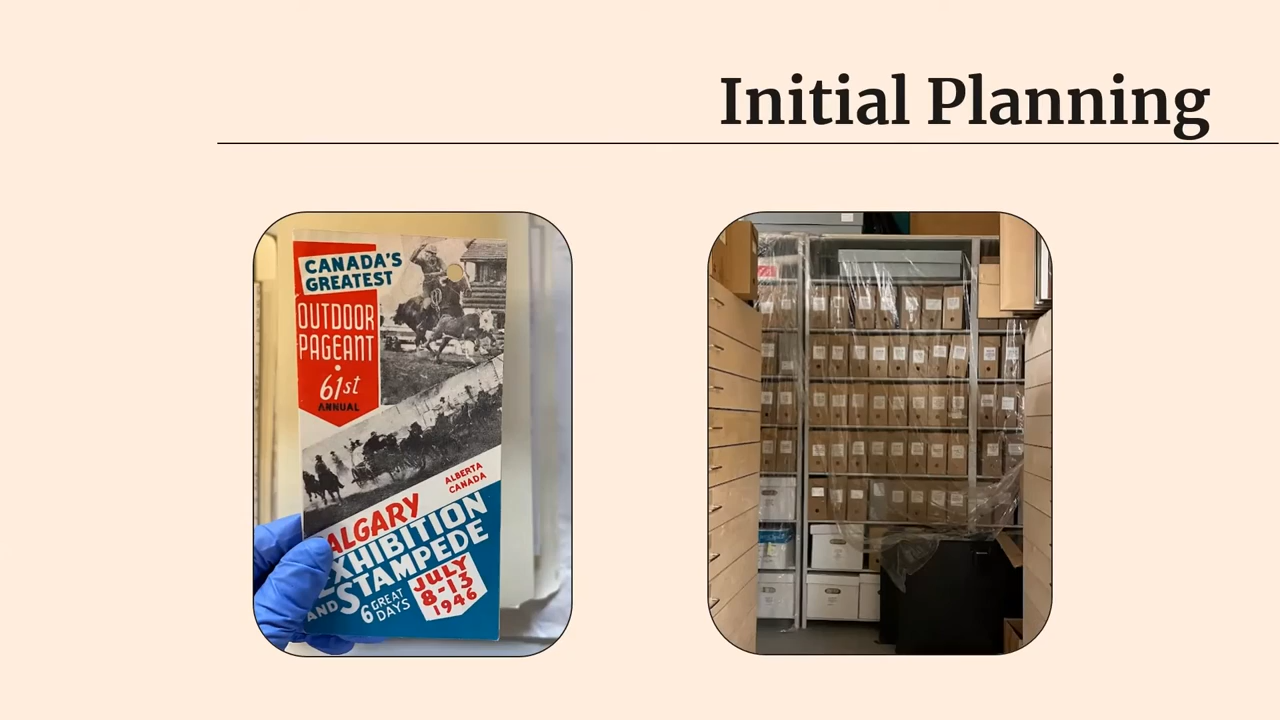 Initial Planning
CANADA'S
GREATEST
OUTDOOR
PAGEANT
61st
ANNUAL
ALBERTA
CANADA
ALGARY
EXHIBITION
AND STAMPEDE
6 GREAT
DAYS
JULY
8-13
1946